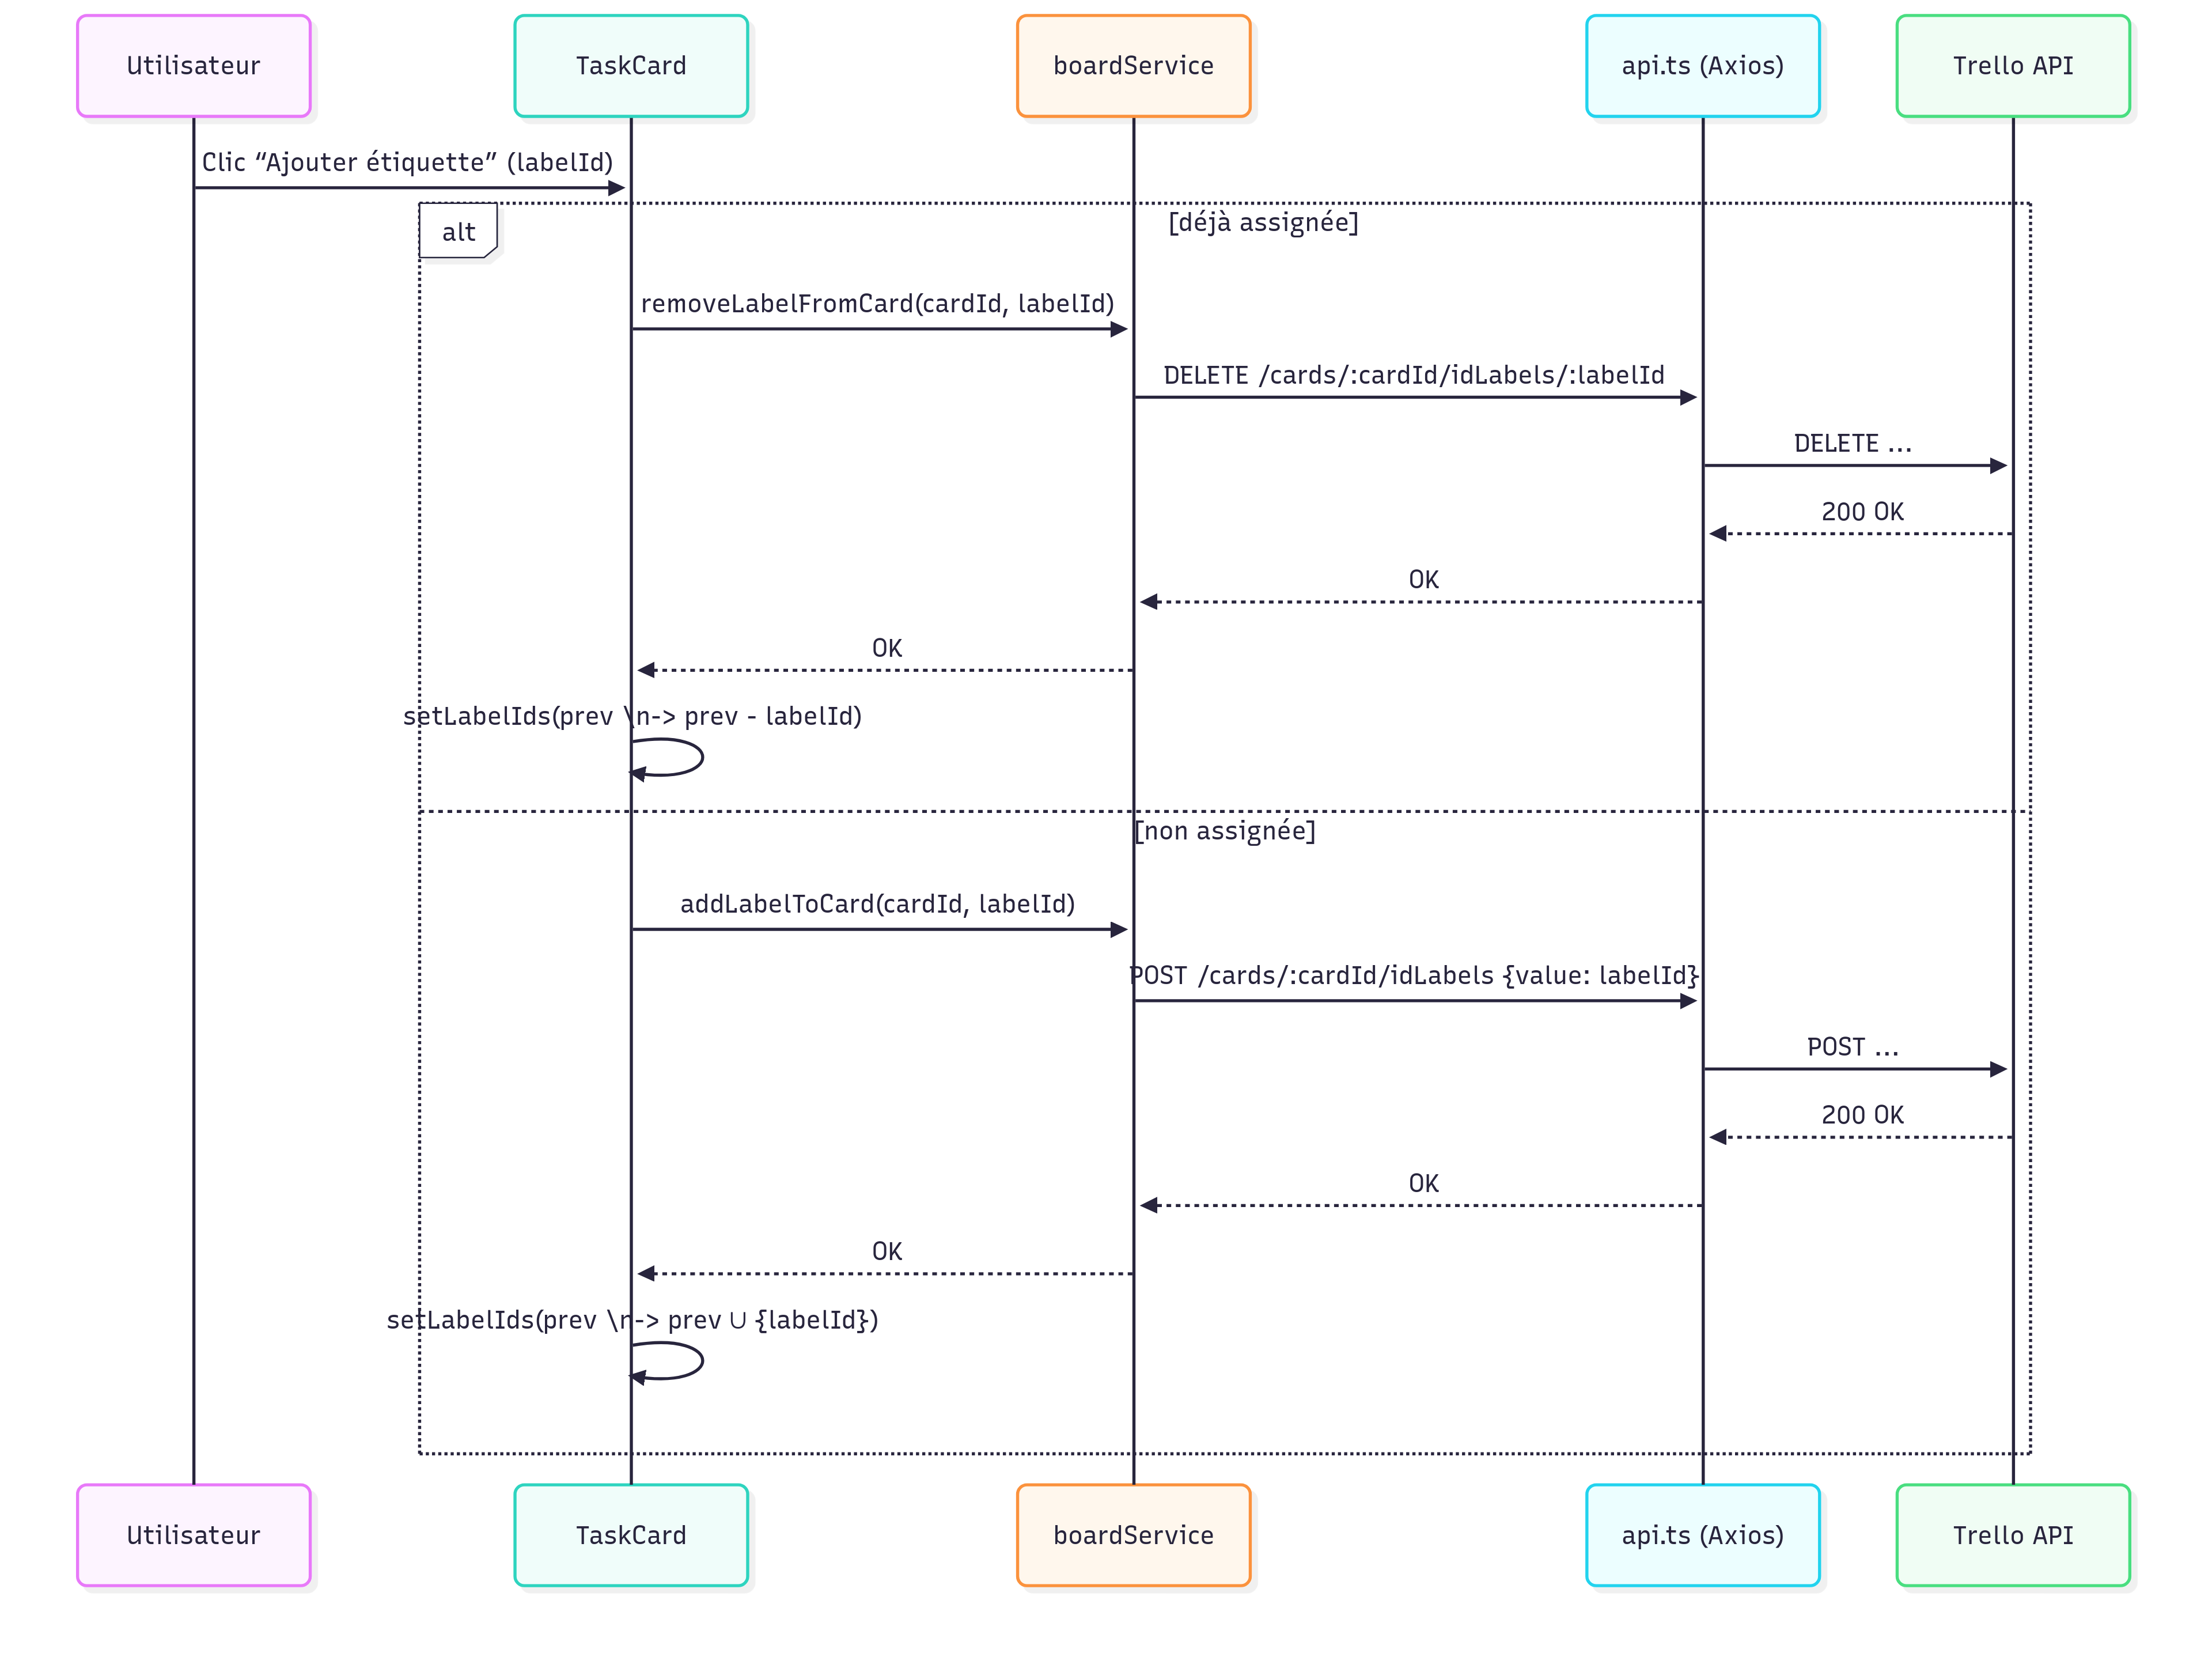 Utilisateur
TaskCard
boardService
api.ts (Axios)
Trello API
Clic “Ajouter étiquette” (labelId)
alt
[déjà assignée]
removeLabelFromCard(cardId, labelId)
DELETE /cards/:cardId/idLabels/:labelId
DELETE ...
200 OK
OK
OK
setLabelIds(prev \n-> prev - labelId)
[non assignée]
addLabelToCard(cardId, labelId)
POST /cards/:cardId/idLabels {value: labelId}
POST ...
200 OK
OK
OK
setLabelIds(prev \n-> prev ∪ {labelId})
Utilisateur
TaskCard
boardService
api.ts (Axios)
Trello API